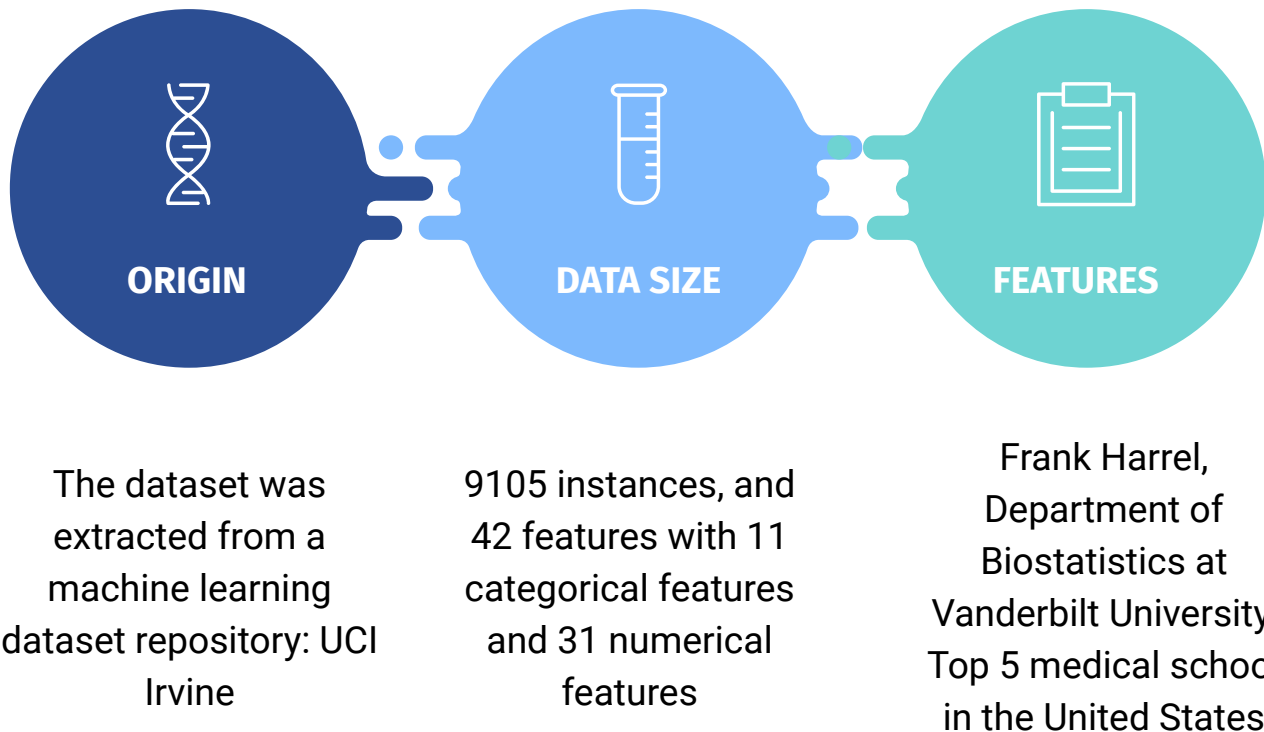 ORIGIN
DATA SIZE
FEATURES
The dataset was
extracted from a
machine learning
dataset repository: UCI
Irvine
9105 instances, and
42 features with 11
categorical features
and 31 numerical
features
Frank Harrel,
Department of
Biostatistics at
Vanderbilt University
Top 5 medical schoo
in the United States